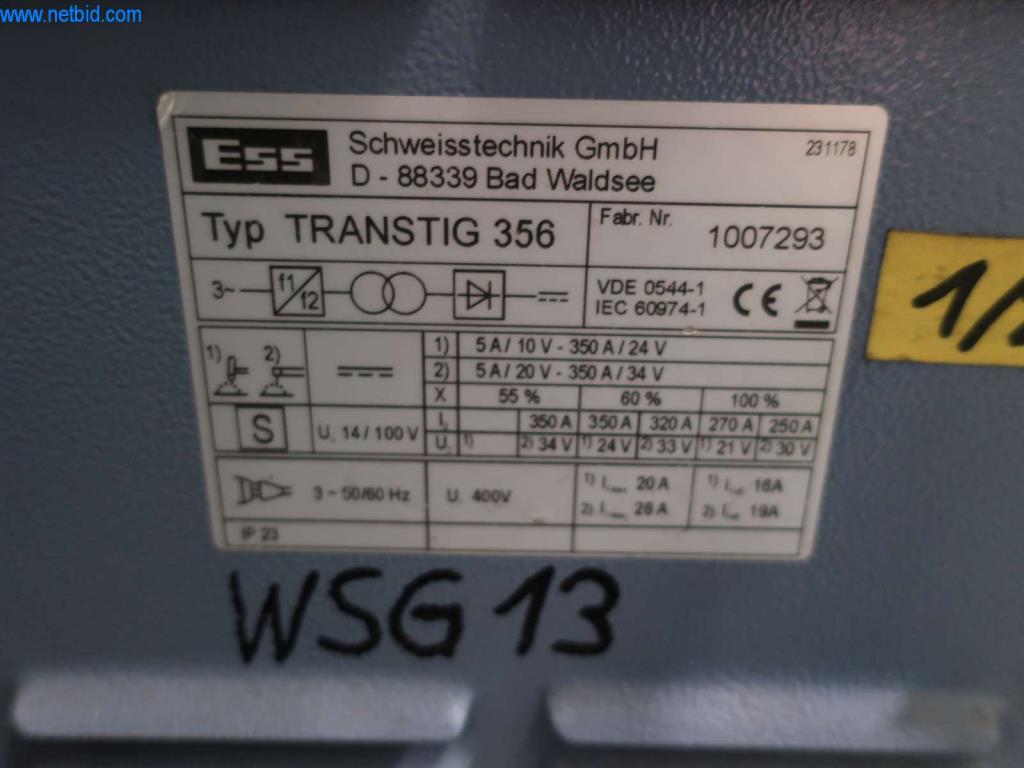 www.netbid.com
Ess Schweisstechnik GmbH 231178
D - 88339 Bad Waldsee
Typ TRANSTIG 356 Fabr. Nr. 1007293
3~ f1/f2 VDE 0544-1 CE
IEC 60974-1
1) 2) 1) 5 A / 10 V - 350 A / 24 V
2) 5 A / 20 V - 350 A / 34 V
X 55 % 60 % 100 %
S U 14 / 100 V I2 350 A 350 A 320 A 270 A 250 A
U 1) 2) 34 V 1) 24 V 2) 33 V 1) 21 V 2) 30 V
3 ~ 50/60 Hz U 400V 1) 20 A 1)
2) 26 A 2) 19A
IP 23
WSG 13
1/